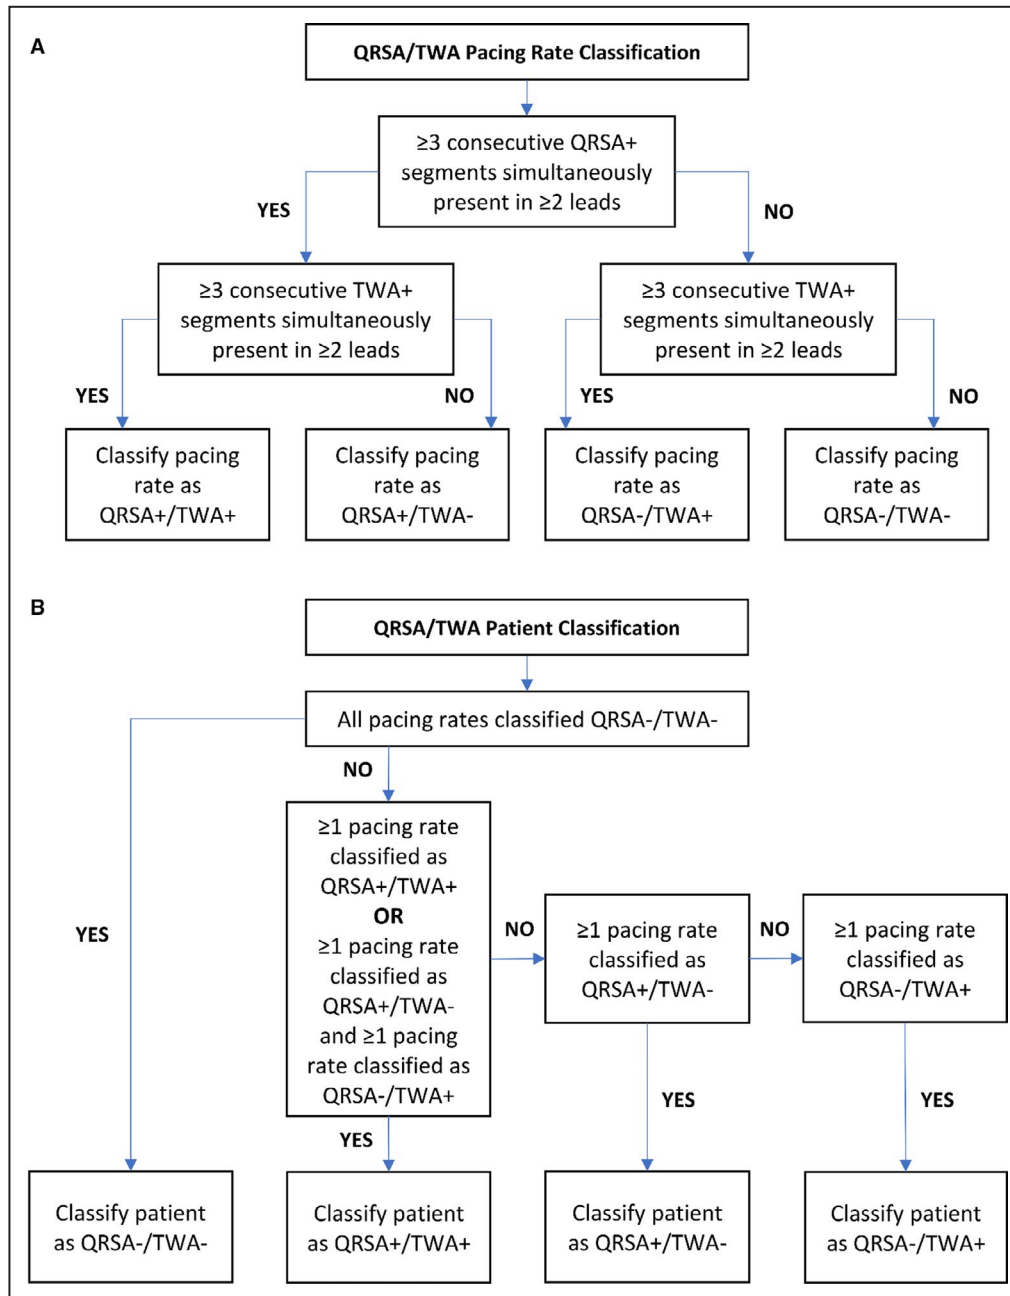 A
QRSA/TWA Pacing Rate Classification
≥3 consecutive QRSA+
segments simultaneously
present in ≥2 leads
YES
NO
≥3 consecutive TWA+
segments simultaneously
present in ≥2 leads
≥3 consecutive TWA+
segments simultaneously
present in ≥2 leads
YES
NO
YES
NO
Classify pacing
rate as
QRSA+/TWA+
Classify pacing
rate as
QRSA+/TWA-
Classify pacing
rate as
QRSA-/TWA+
Classify pacing
rate as
QRSA-/TWA-
B
QRSA/TWA Patient Classification
All pacing rates classified QRSA-/TWA-
NO
YES
≥1 pacing rate
classified as
QRSA+/TWA+
OR
≥1 pacing rate
classified as
QRSA+/TWA-
and ≥1 pacing
rate classified as
QRSA-/TWA+
NO
≥1 pacing rate
classified as
QRSA+/TWA-
NO
≥1 pacing rate
classified as
QRSA-/TWA+
YES
YES
YES
Classify patient
as QRSA-/TWA-
Classify patient
as QRSA+/TWA+
Classify patient
as QRSA+/TWA-
Classify patient
as QRSA-/TWA+